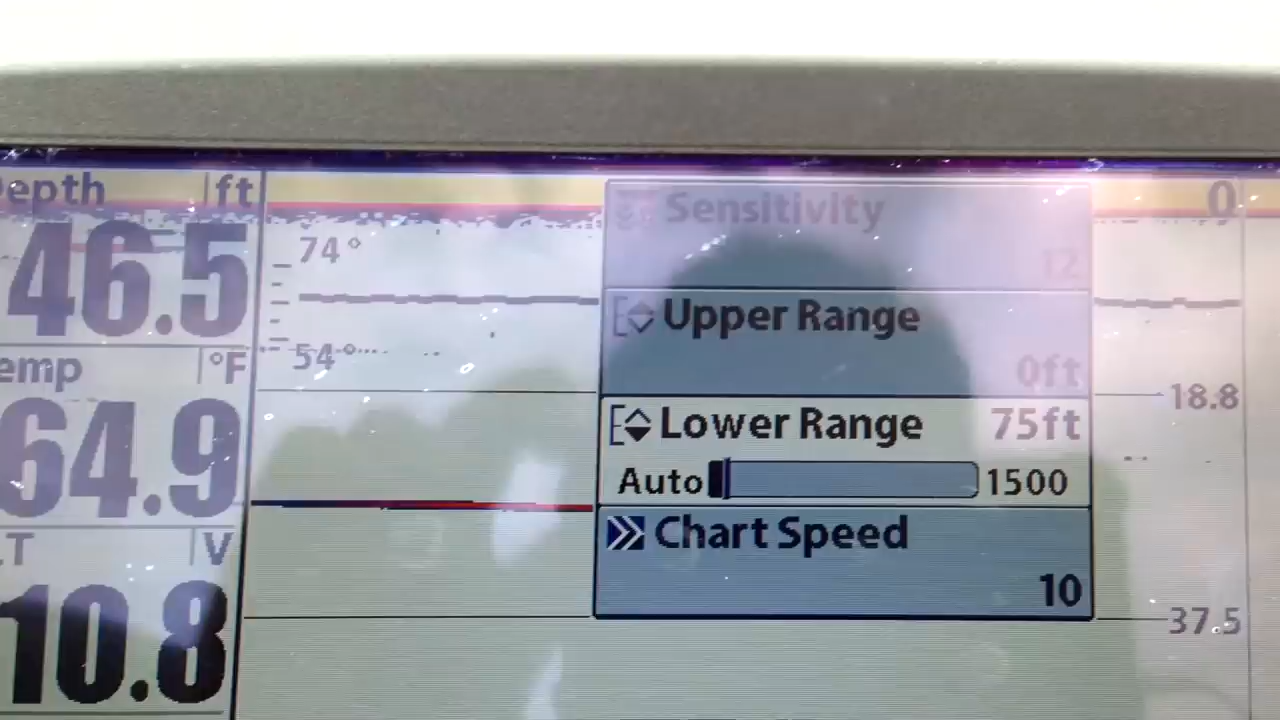 epth ft
46.5
emp °F
64.9
LT V
10.8
74°
54°
Sensitivity
12
Upper Range
0ft
Lower Range 75ft
Auto 1500
Chart Speed
10
0
18.8
37.5